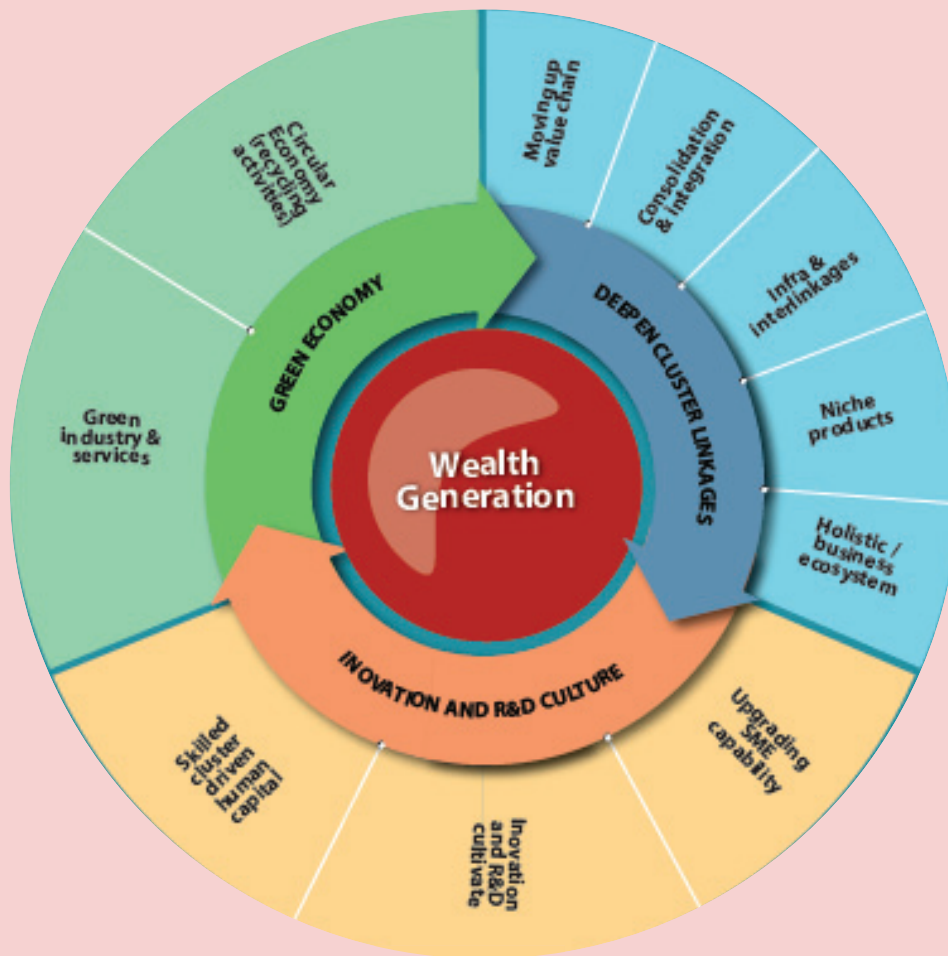 Wealth
Generation
GREEN ECONOMY
DEEPEN CLUSTER LINKAGES
INOVATION AND R&D CULTURE
Moving up
value chain
Consolidation
& integration
Infra &
interlinkages
Niche
products
Holistic /
business
ecosystem
Upgrading
SME
capability
Inovation
and R&D
cultivate
Skilled
cluster
driven
human
capital
Green
industry &
services
Circular
Economy
(recycling
activities)